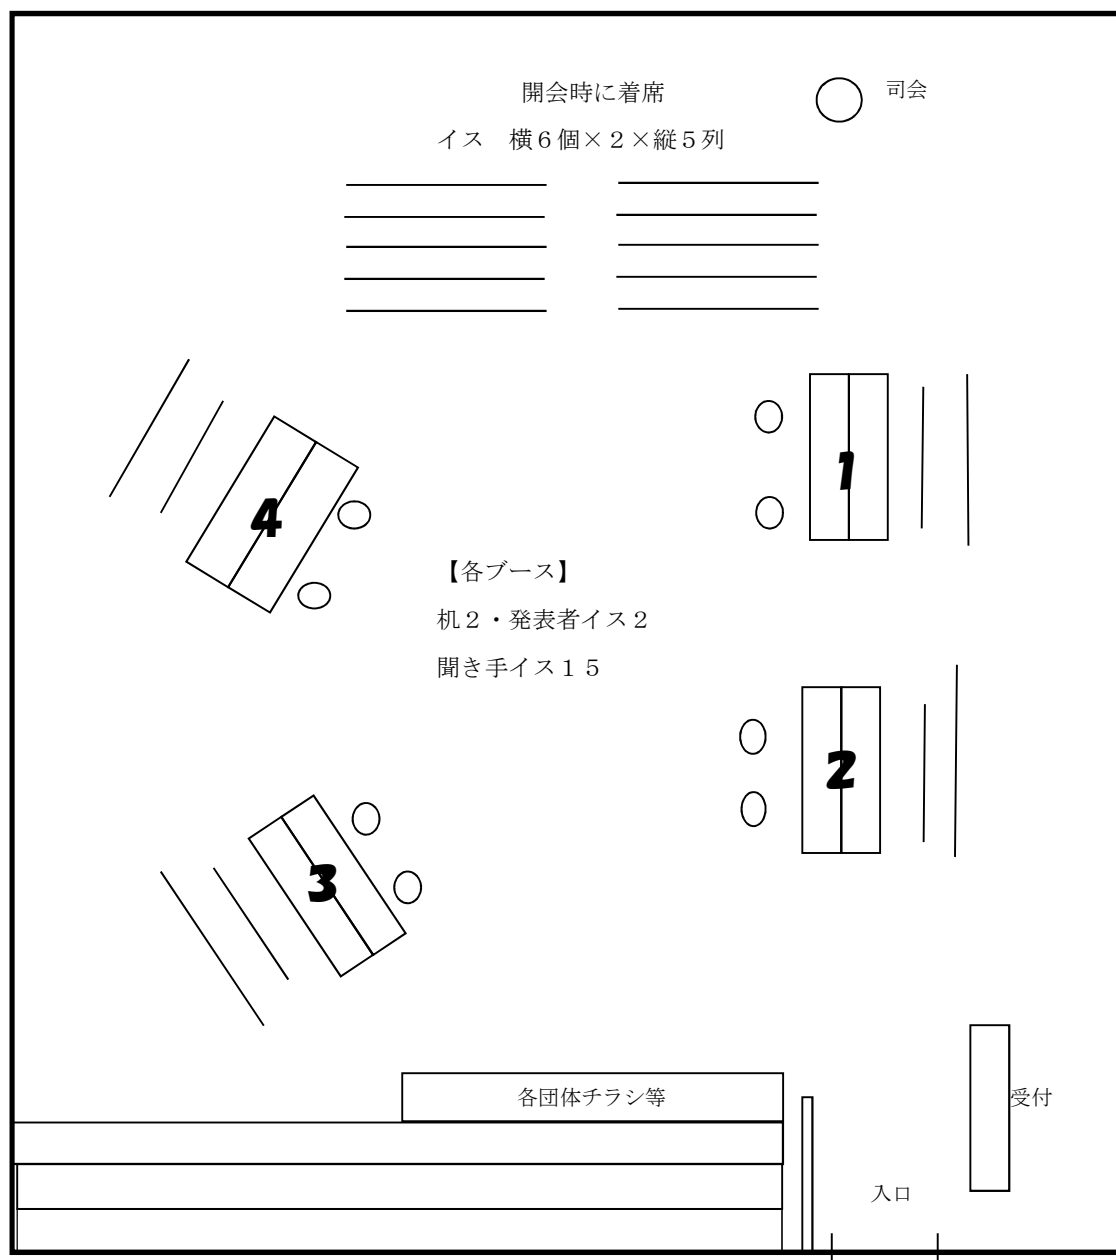 開会時に着席
司会
イス　横６個×２×縦５列
4
1
【各ブース】
机２・発表者イス２
聞き手イス１５
2
3
各団体チラシ等
受付
入口